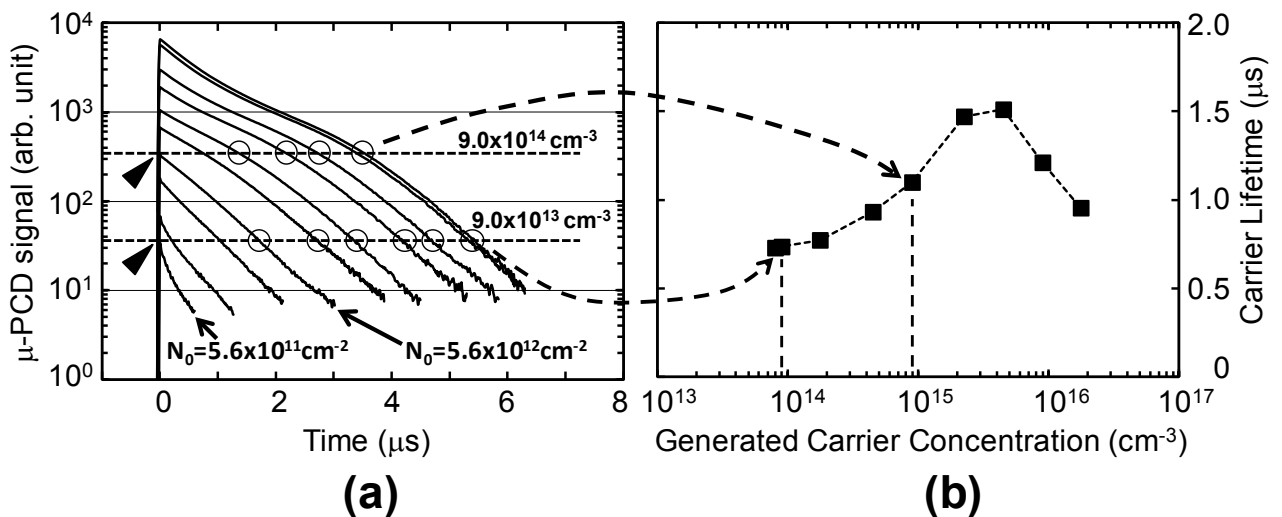 μ-PCD signal (arb. unit)
10⁴
10³
10²
10¹
10⁰
9.0x10¹⁴ cm⁻³
9.0x10¹³ cm⁻³
N₀=5.6x10¹¹cm⁻²
N₀=5.6x10¹²cm⁻²
0 2 4 6 8
Time (μs)
(a)
2.0
1.5
1.0
0.5
0
Carrier Lifetime (μs)
10¹³ 10¹⁴ 10¹⁵ 10¹⁶ 10¹⁷
Generated Carrier Concentration (cm⁻³)
(b)